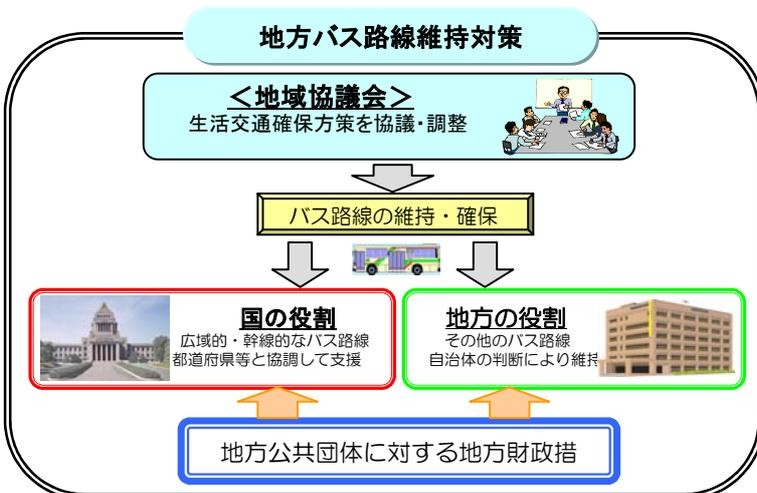 地方バス路線維持対策
＜地域協議会＞
生活交通確保方策を協議・調整
バス路線の維持・確保
国の役割
広域的・幹線的なバス路線
都道府県等と協調して支援
地方の役割
その他のバス路線
自治体の判断により維持
地方公共団体に対する地方財政措